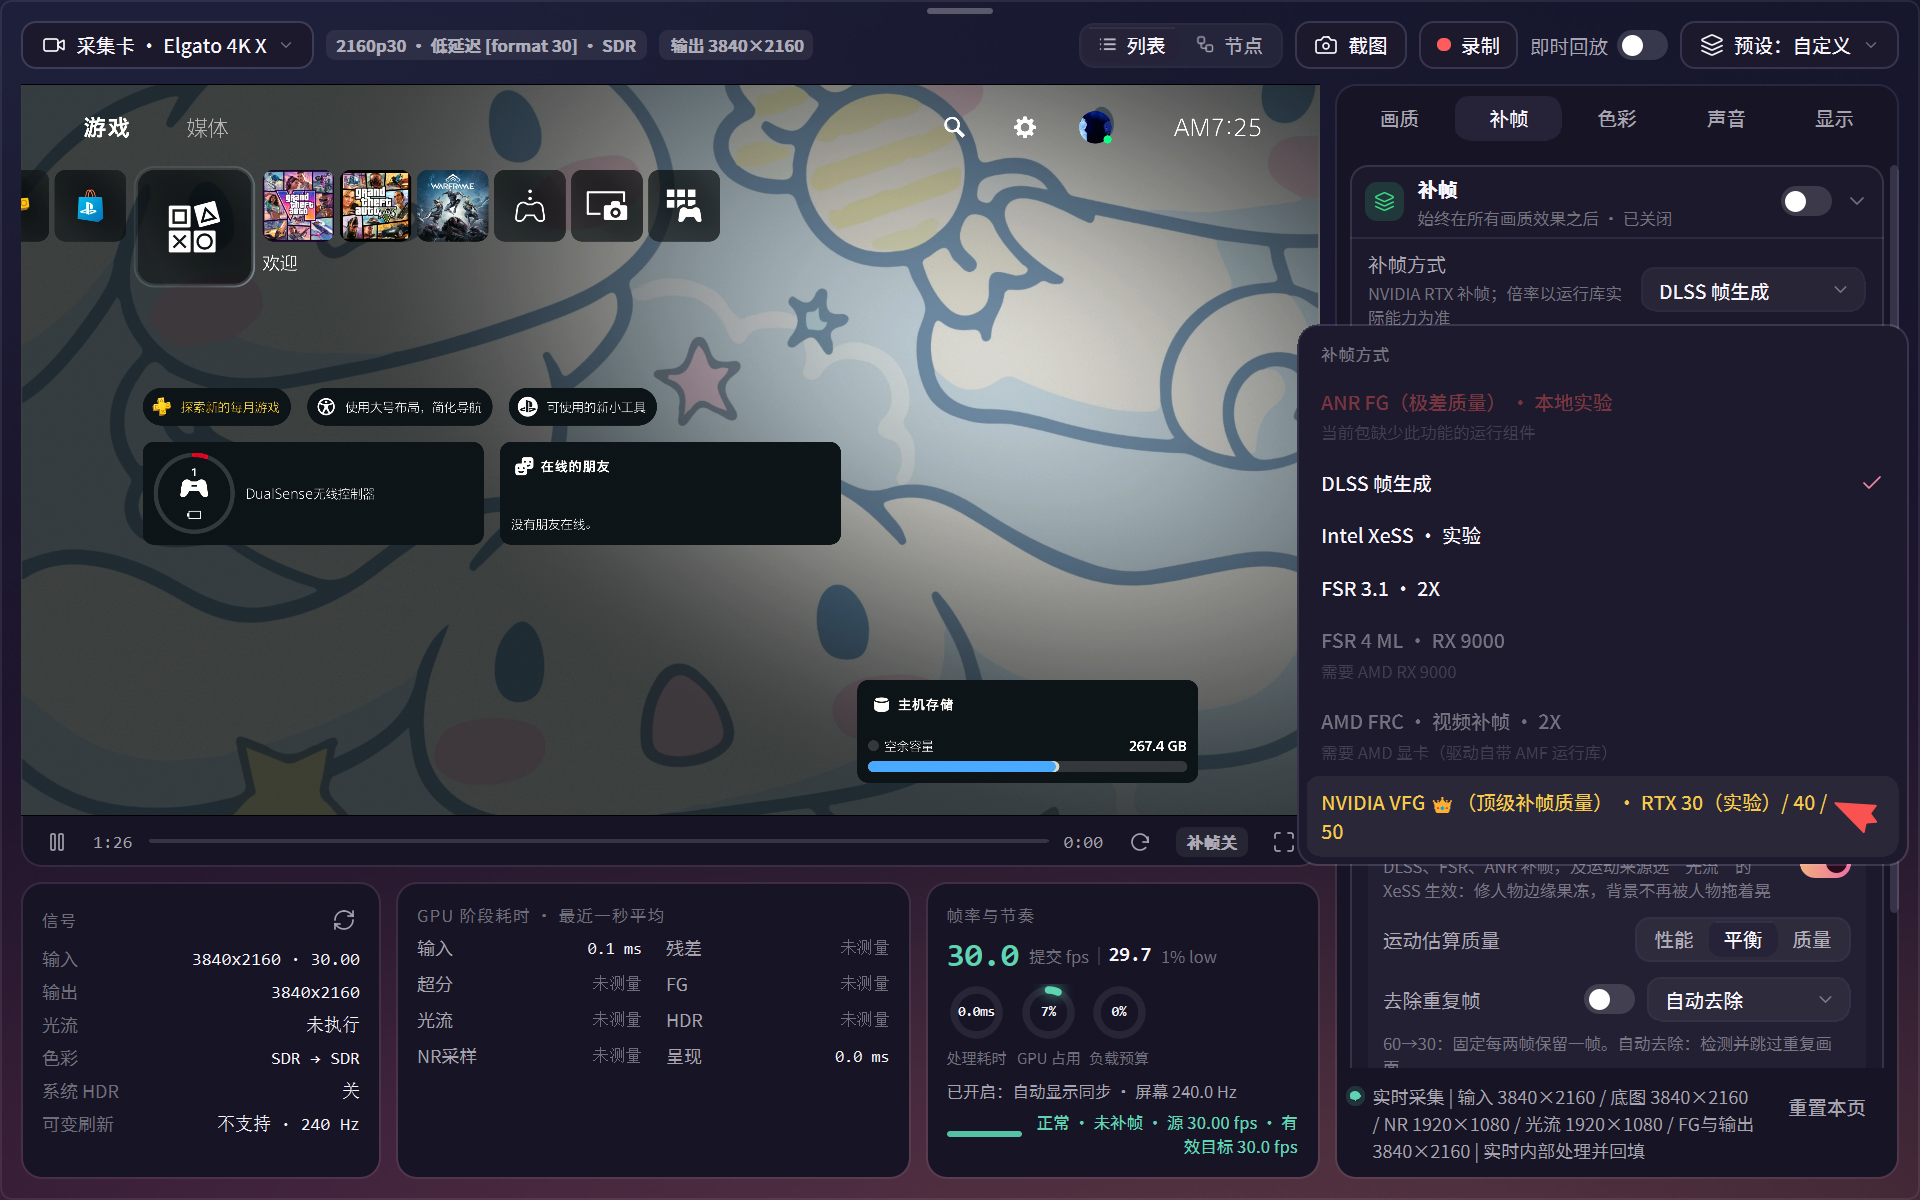 采集卡 • Elgato 4K X
2160p30 • 低延迟 [format 30] • SDR
输出 3840×2160
列表
节点
截图
录制
即时回放
预设：自定义
游戏
媒体
AM7:25
WARFRAME
欢迎
探索新的每月游戏
使用大号布局，简化导航
可使用的新小工具
1
DualSense无线控制器
在线的朋友
没有朋友在线。
主机存储
空余容量
267.4 GB
1:26
0:00
补帧关
画质
补帧
色彩
声音
显示
补帧
始终在所有画质效果之后 • 已关闭
补帧方式
NVIDIA RTX 补帧；倍率以运行库实
际能力为准
DLSS 帧生成
补帧方式
ANR FG（极差质量） • 本地实验
当前包缺少此功能的运行组件
DLSS 帧生成
Intel XeSS • 实验
FSR 3.1 • 2X
FSR 4 ML • RX 9000
需要 AMD RX 9000
AMD FRC • 视频补帧 • 2X
需要 AMD 显卡（驱动自带 AMF 运行库）
NVIDIA VFG 👑（顶级补帧质量） • RTX 30（实验）/ 40 /
50
DLSS、FSR、ANR 补帧，及运动来源选“光流”的
XeSS 生效：修人物边缘果冻，背景不再被人物拖着晃
运动估算质量
性能
平衡
质量
去除重复帧
自动去除
60→30：固定每两帧保留一帧。自动去除：检测并跳过重复画
面
实时采集 | 输入 3840×2160 / 底图 3840×2160
/ NR 1920×1080 / 光流 1920×1080 / FG与输出
3840×2160 | 实时内部处理并回填
重置本页
信号
输入 3840x2160 • 30.00
输出 3840x2160
光流 未执行
色彩 SDR → SDR
系统 HDR 关
可变刷新 不支持 • 240 Hz
GPU 阶段耗时 • 最近一秒平均
输入 0.1 ms 残差 未测量
超分 未测量 FG 未测量
光流 未测量 HDR 未测量
NR采样 未测量 呈现 0.0 ms
帧率与节奏
30.0 提交 fps | 29.7 1% low
0.0ms
7%
0%
处理耗时 GPU 占用 负载预算
已开启：自动显示同步 • 屏幕 240.0 Hz
正常 • 未补帧 • 源 30.00 fps • 有
效目标 30.0 fps